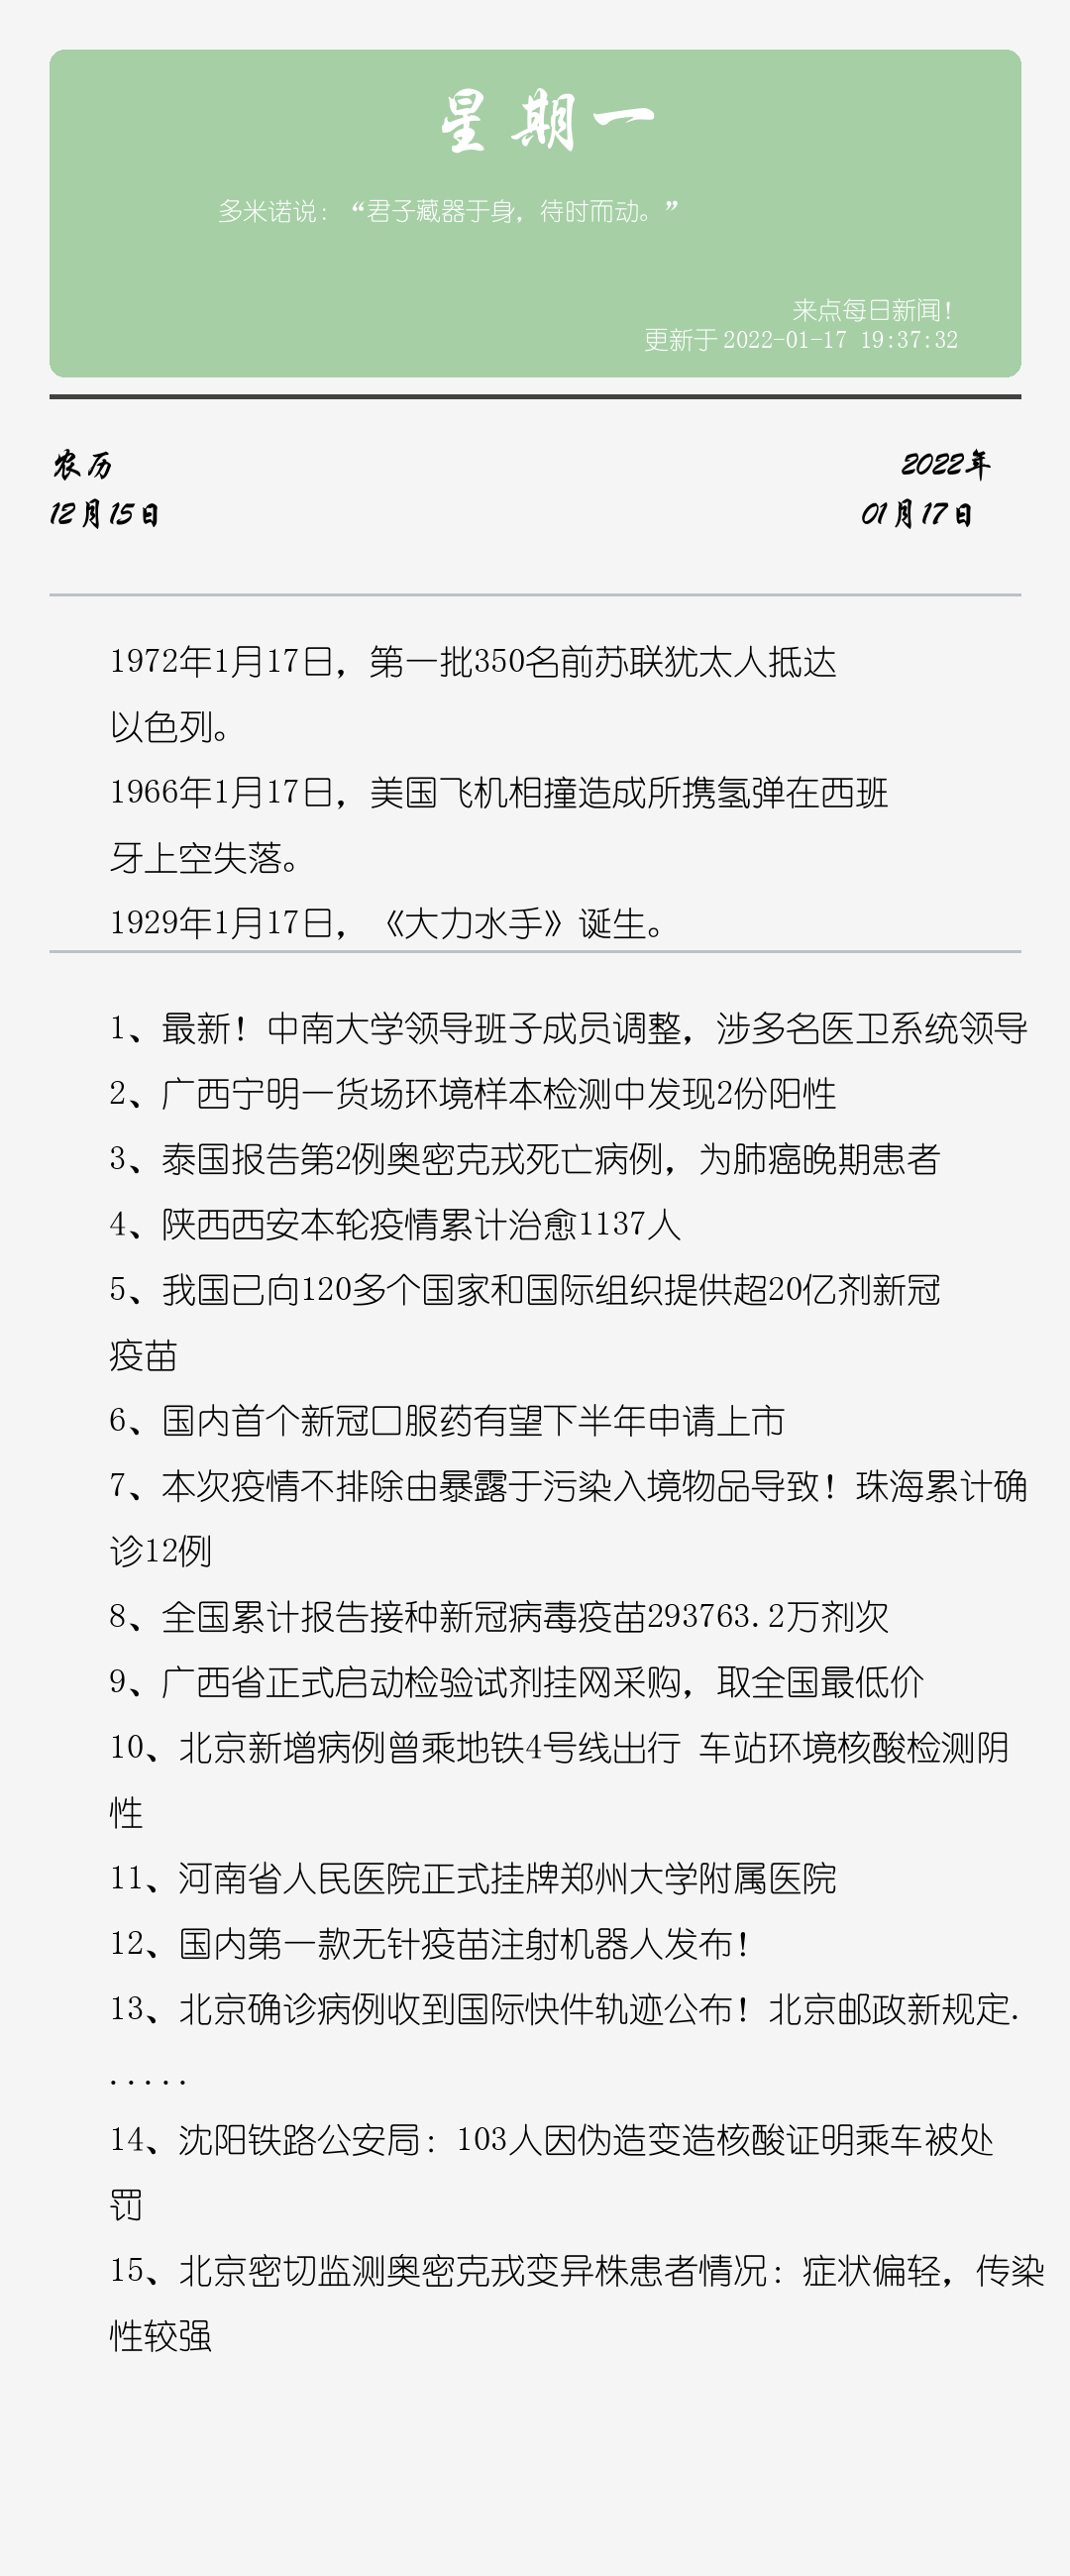 星期一
多米诺说：“君子藏器于身，待时而动。”
来点每日新闻！
更新于 2022-01-17 19:37:32
农历
2022年
12月15日
01月17日
1972年1月17日，第一批350名前苏联犹太人抵达
以色列。
1966年1月17日，美国飞机相撞造成所携氢弹在西班
牙上空失落。
1929年1月17日，《大力水手》诞生。
1、最新！中南大学领导班子成员调整，涉多名医卫系统领导
2、广西宁明一货场环境样本检测中发现2份阳性
3、泰国报告第2例奥密克戎死亡病例，为肺癌晚期患者
4、陕西西安本轮疫情累计治愈1137人
5、我国已向120多个国家和国际组织提供超20亿剂新冠
疫苗
6、国内首个新冠口服药有望下半年申请上市
7、本次疫情不排除由暴露于污染入境物品导致！珠海累计确
诊12例
8、全国累计报告接种新冠病毒疫苗293763.2万剂次
9、广西省正式启动检验试剂挂网采购，取全国最低价
10、北京新增病例曾乘地铁4号线出行 车站环境核酸检测阴
性
11、河南省人民医院正式挂牌郑州大学附属医院
12、国内第一款无针疫苗注射机器人发布！
13、北京确诊病例收到国际快件轨迹公布！北京邮政新规定.
.....
14、沈阳铁路公安局：103人因伪造变造核酸证明乘车被处
罚
15、北京密切监测奥密克戎变异株患者情况：症状偏轻，传染
性较强